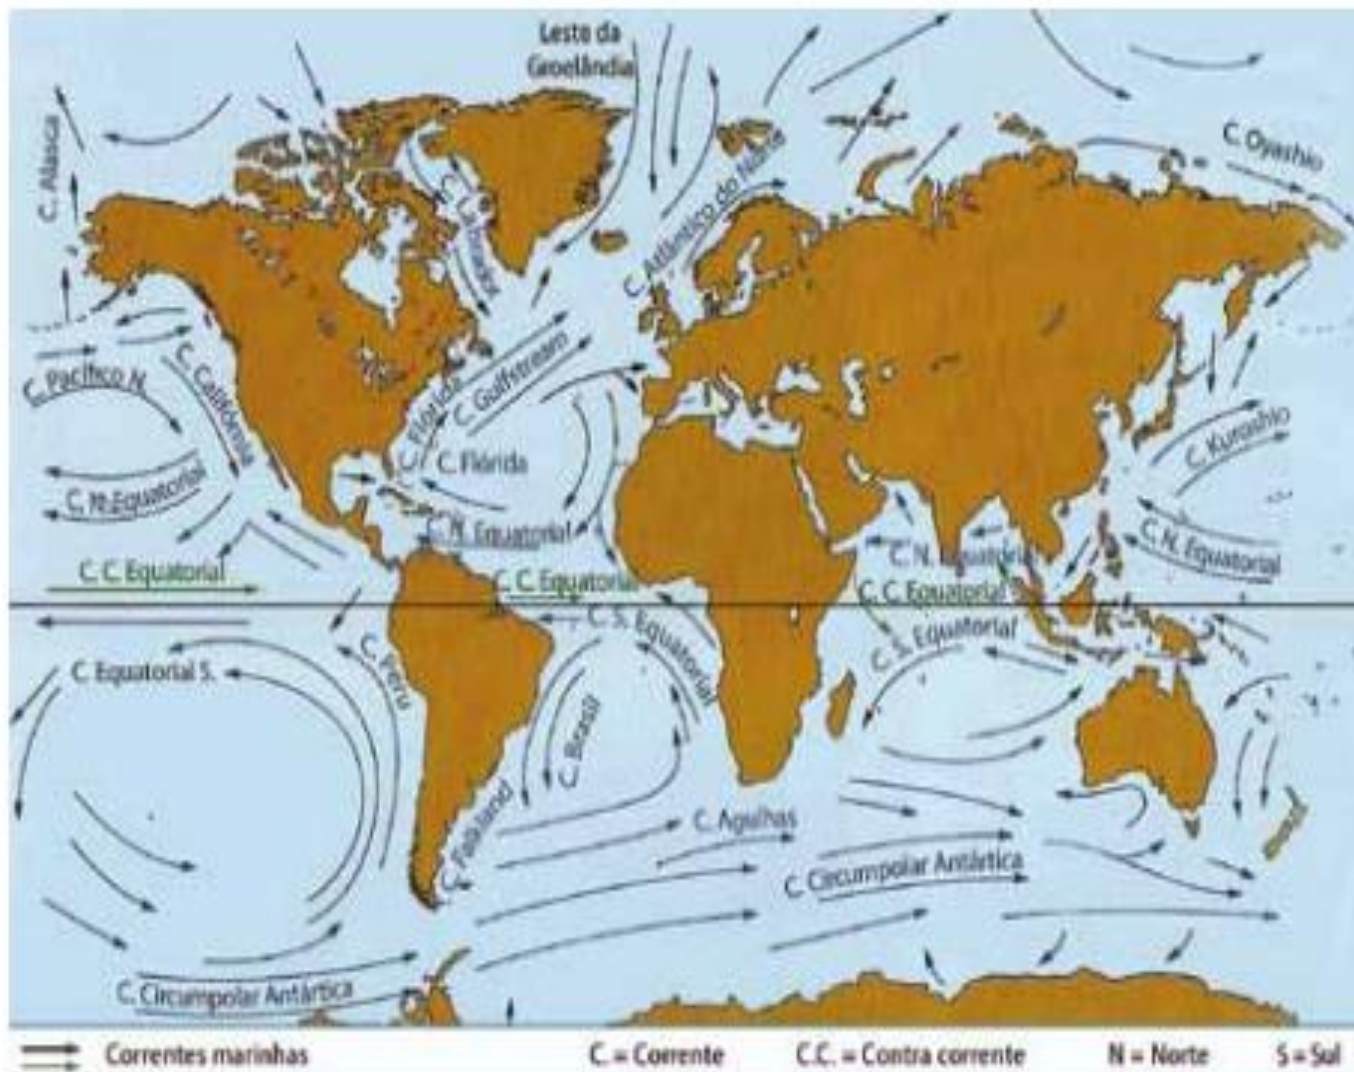 Leste da
Groelândia
C. Alasca
C. Oyashio
C. Labrador
C. Atlântico do Norte
C. Pacífico N.
C. Califórnia
C. Flórida
C. Gulfstream
C. Flórida
C. Kuroshio
C. N. Equatorial
C. N. Equatorial
C. N. Equatorial
C. N. Equatorial
C. C. Equatorial
C. C. Equatorial
C. C. Equatorial
C. S. Equatorial
C. S. Equatorial
C. Equatorial S.
C. Peru
C. Brasil
C. Falkland
C. Agulhas
C. Circumpolar Antártica
C. Circumpolar Antártica
Correntes marinhas C. = Corrente C.C. = Contra corrente N = Norte S = Sul